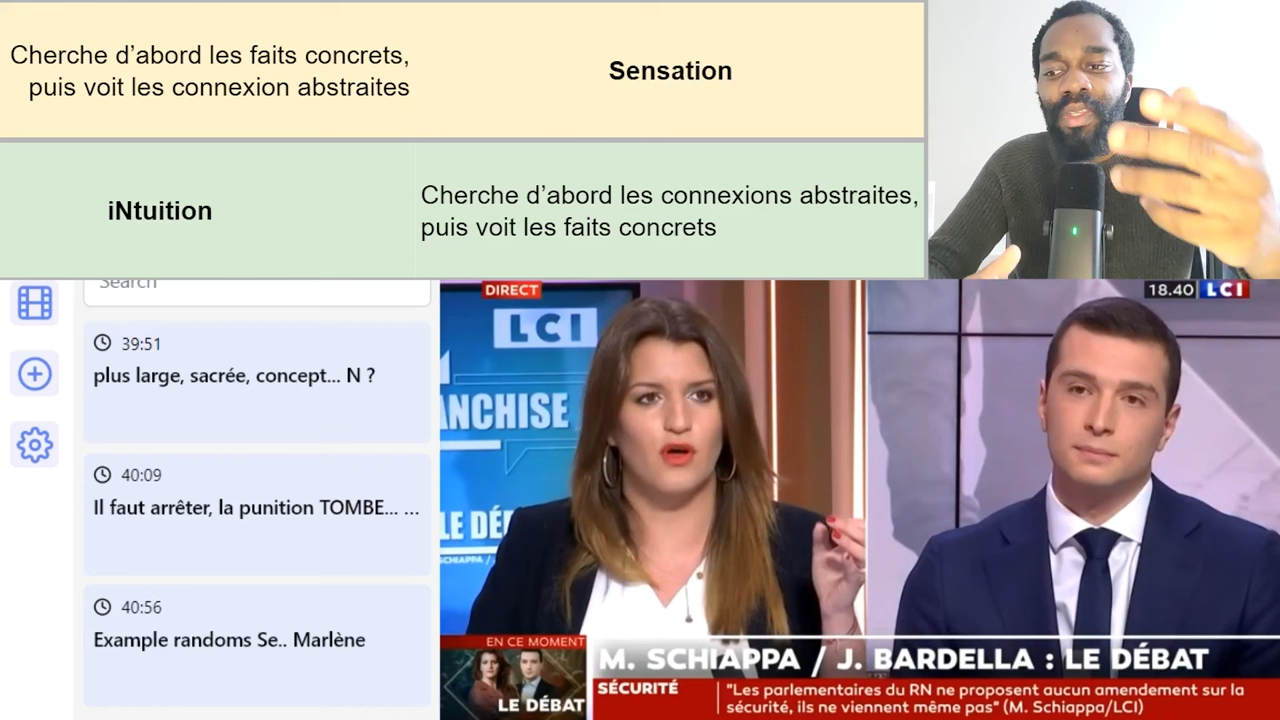 Cherche d'abord les faits concrets,
puis voit les connexion abstraites
Sensation
iNtuition
Cherche d'abord les connexions abstraites,
puis voit les faits concrets
Search
39:51
plus large, sacrée, concept... N ?
40:09
Il faut arrêter, la punition TOMBE... ...
40:56
Example randoms Se.. Marlène
DIRECT
LCI
ANCHISE
LE DÉ
SCHIAPPA /
18.40 LCI
EN CE MOMENT
LE DÉBAT
M. SCHIAPPA / J. BARDELLA : LE DÉBAT
SÉCURITÉ
"Les parlementaires du RN ne proposent aucun amendement sur la
sécurité, ils ne viennent même pas" (M. Schiappa/LCI)